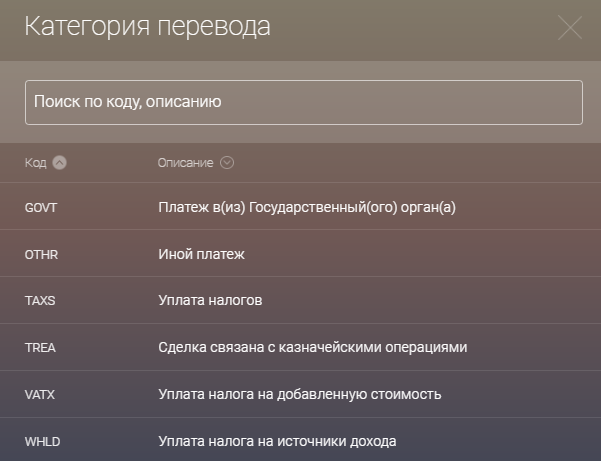 Категория перевода
Поиск по коду, описанию
Код Описание
GOVT Платеж в(из) Государственный(ого) орган(а)
OTHR Иной платеж
TAXS Уплата налогов
TREA Сделка связана с казначейскими операциями
VATX Уплата налога на добавленную стоимость
WHLD Уплата налога на источники дохода